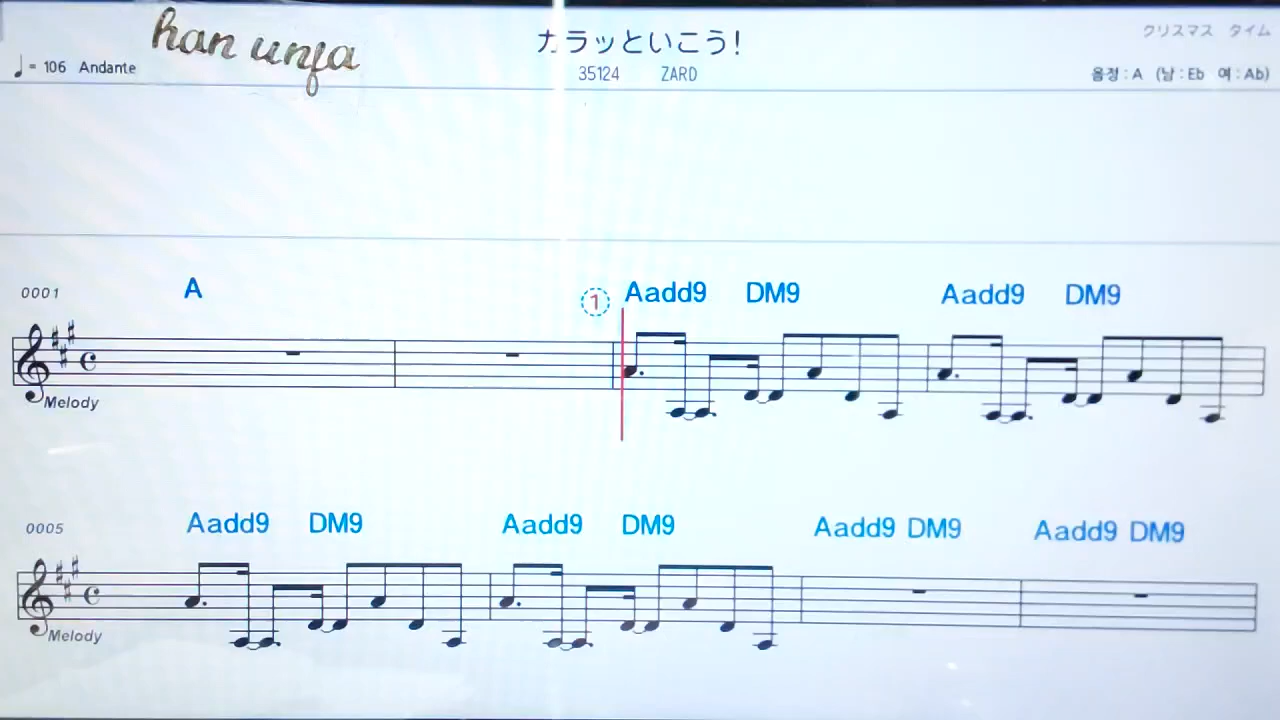 han unfa
カラッといこう!
クリスマス タイム
♩= 106 Andante
35124 ZARD
음정 : A (남 : Eb 여 : Ab)
0001 A ① Aadd9 DM9 Aadd9 DM9
Melody
0005 Aadd9 DM9 Aadd9 DM9 Aadd9 DM9 Aadd9 DM9
Melody